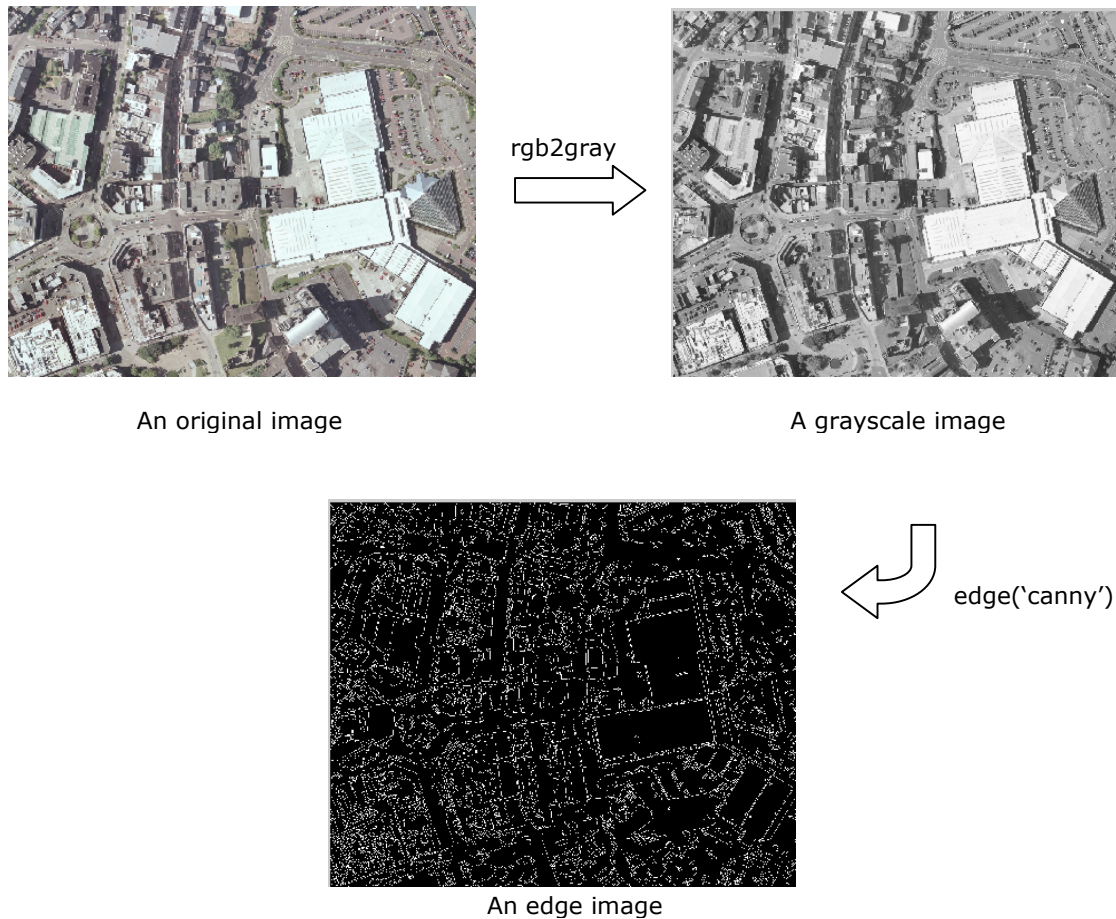 rgb2gray
An original image
A grayscale image
edge(‘canny’)
An edge image